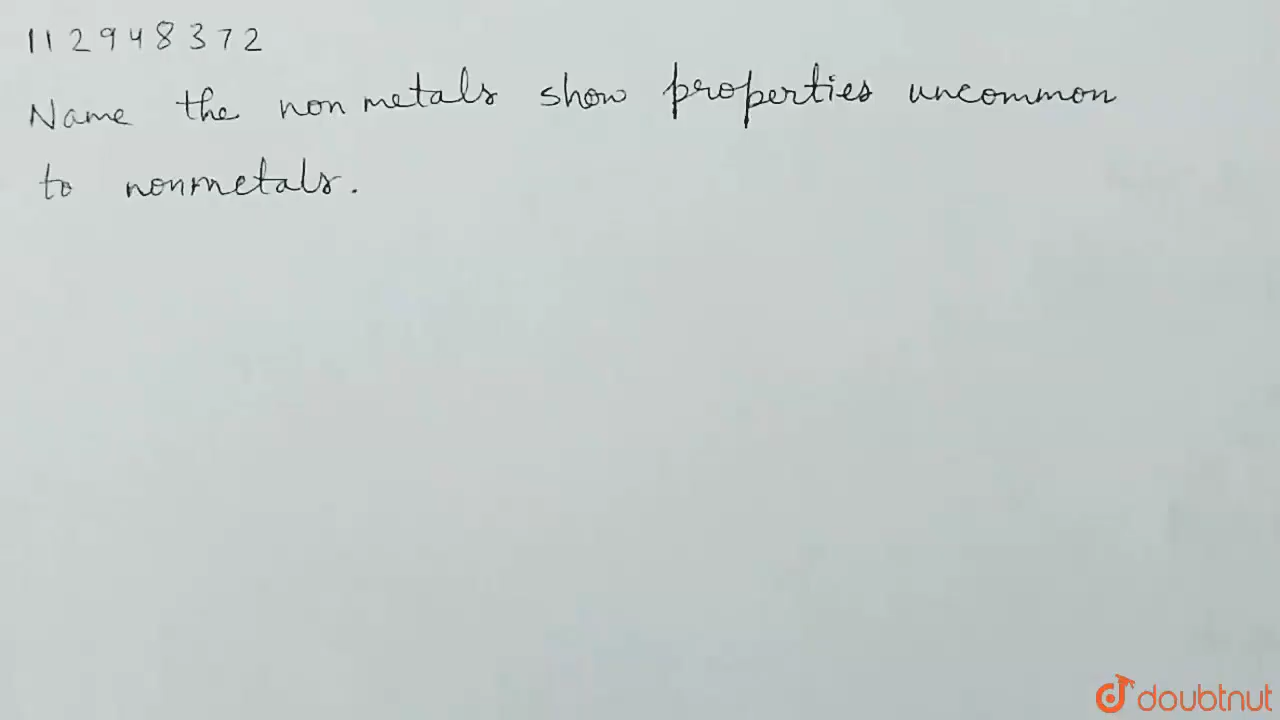 112948372
Name the non metals show properties uncommon
to nonmetals.
doubtnut